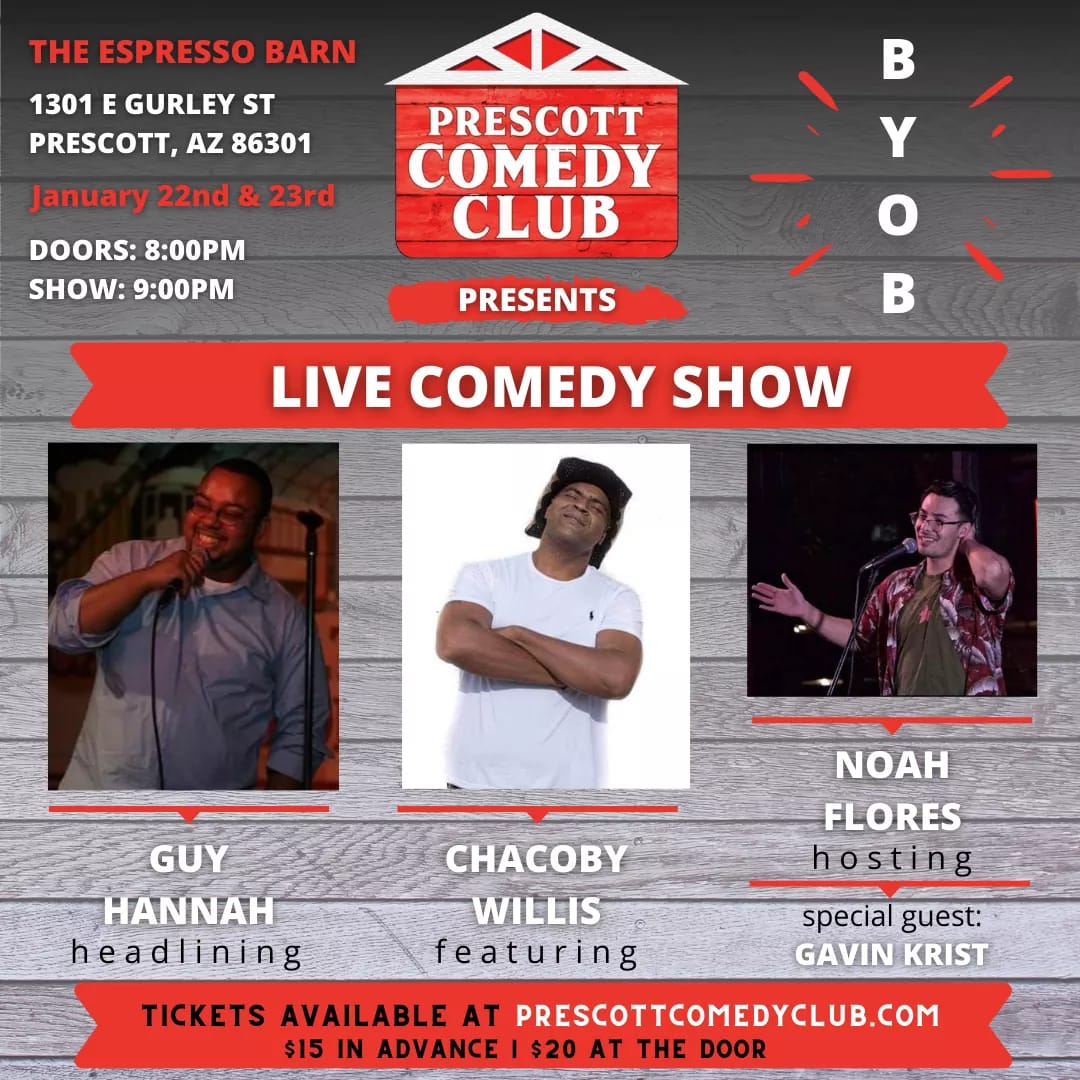 THE ESPRESSO BARN
1301 E GURLEY ST
PRESCOTT, AZ 86301
January 22nd & 23rd
DOORS: 8:00PM
SHOW: 9:00PM
PRESCOTT
COMEDY
CLUB
PRESENTS
B
Y
O
B
LIVE COMEDY SHOW
GUY
HANNAH
headlining
CHACOBY
WILLIS
featuring
NOAH
FLORES
hosting
special guest:
GAVIN KRIST
TICKETS AVAILABLE AT PRESCOTTCOMEDYCLUB.COM
$15 IN ADVANCE | $20 AT THE DOOR